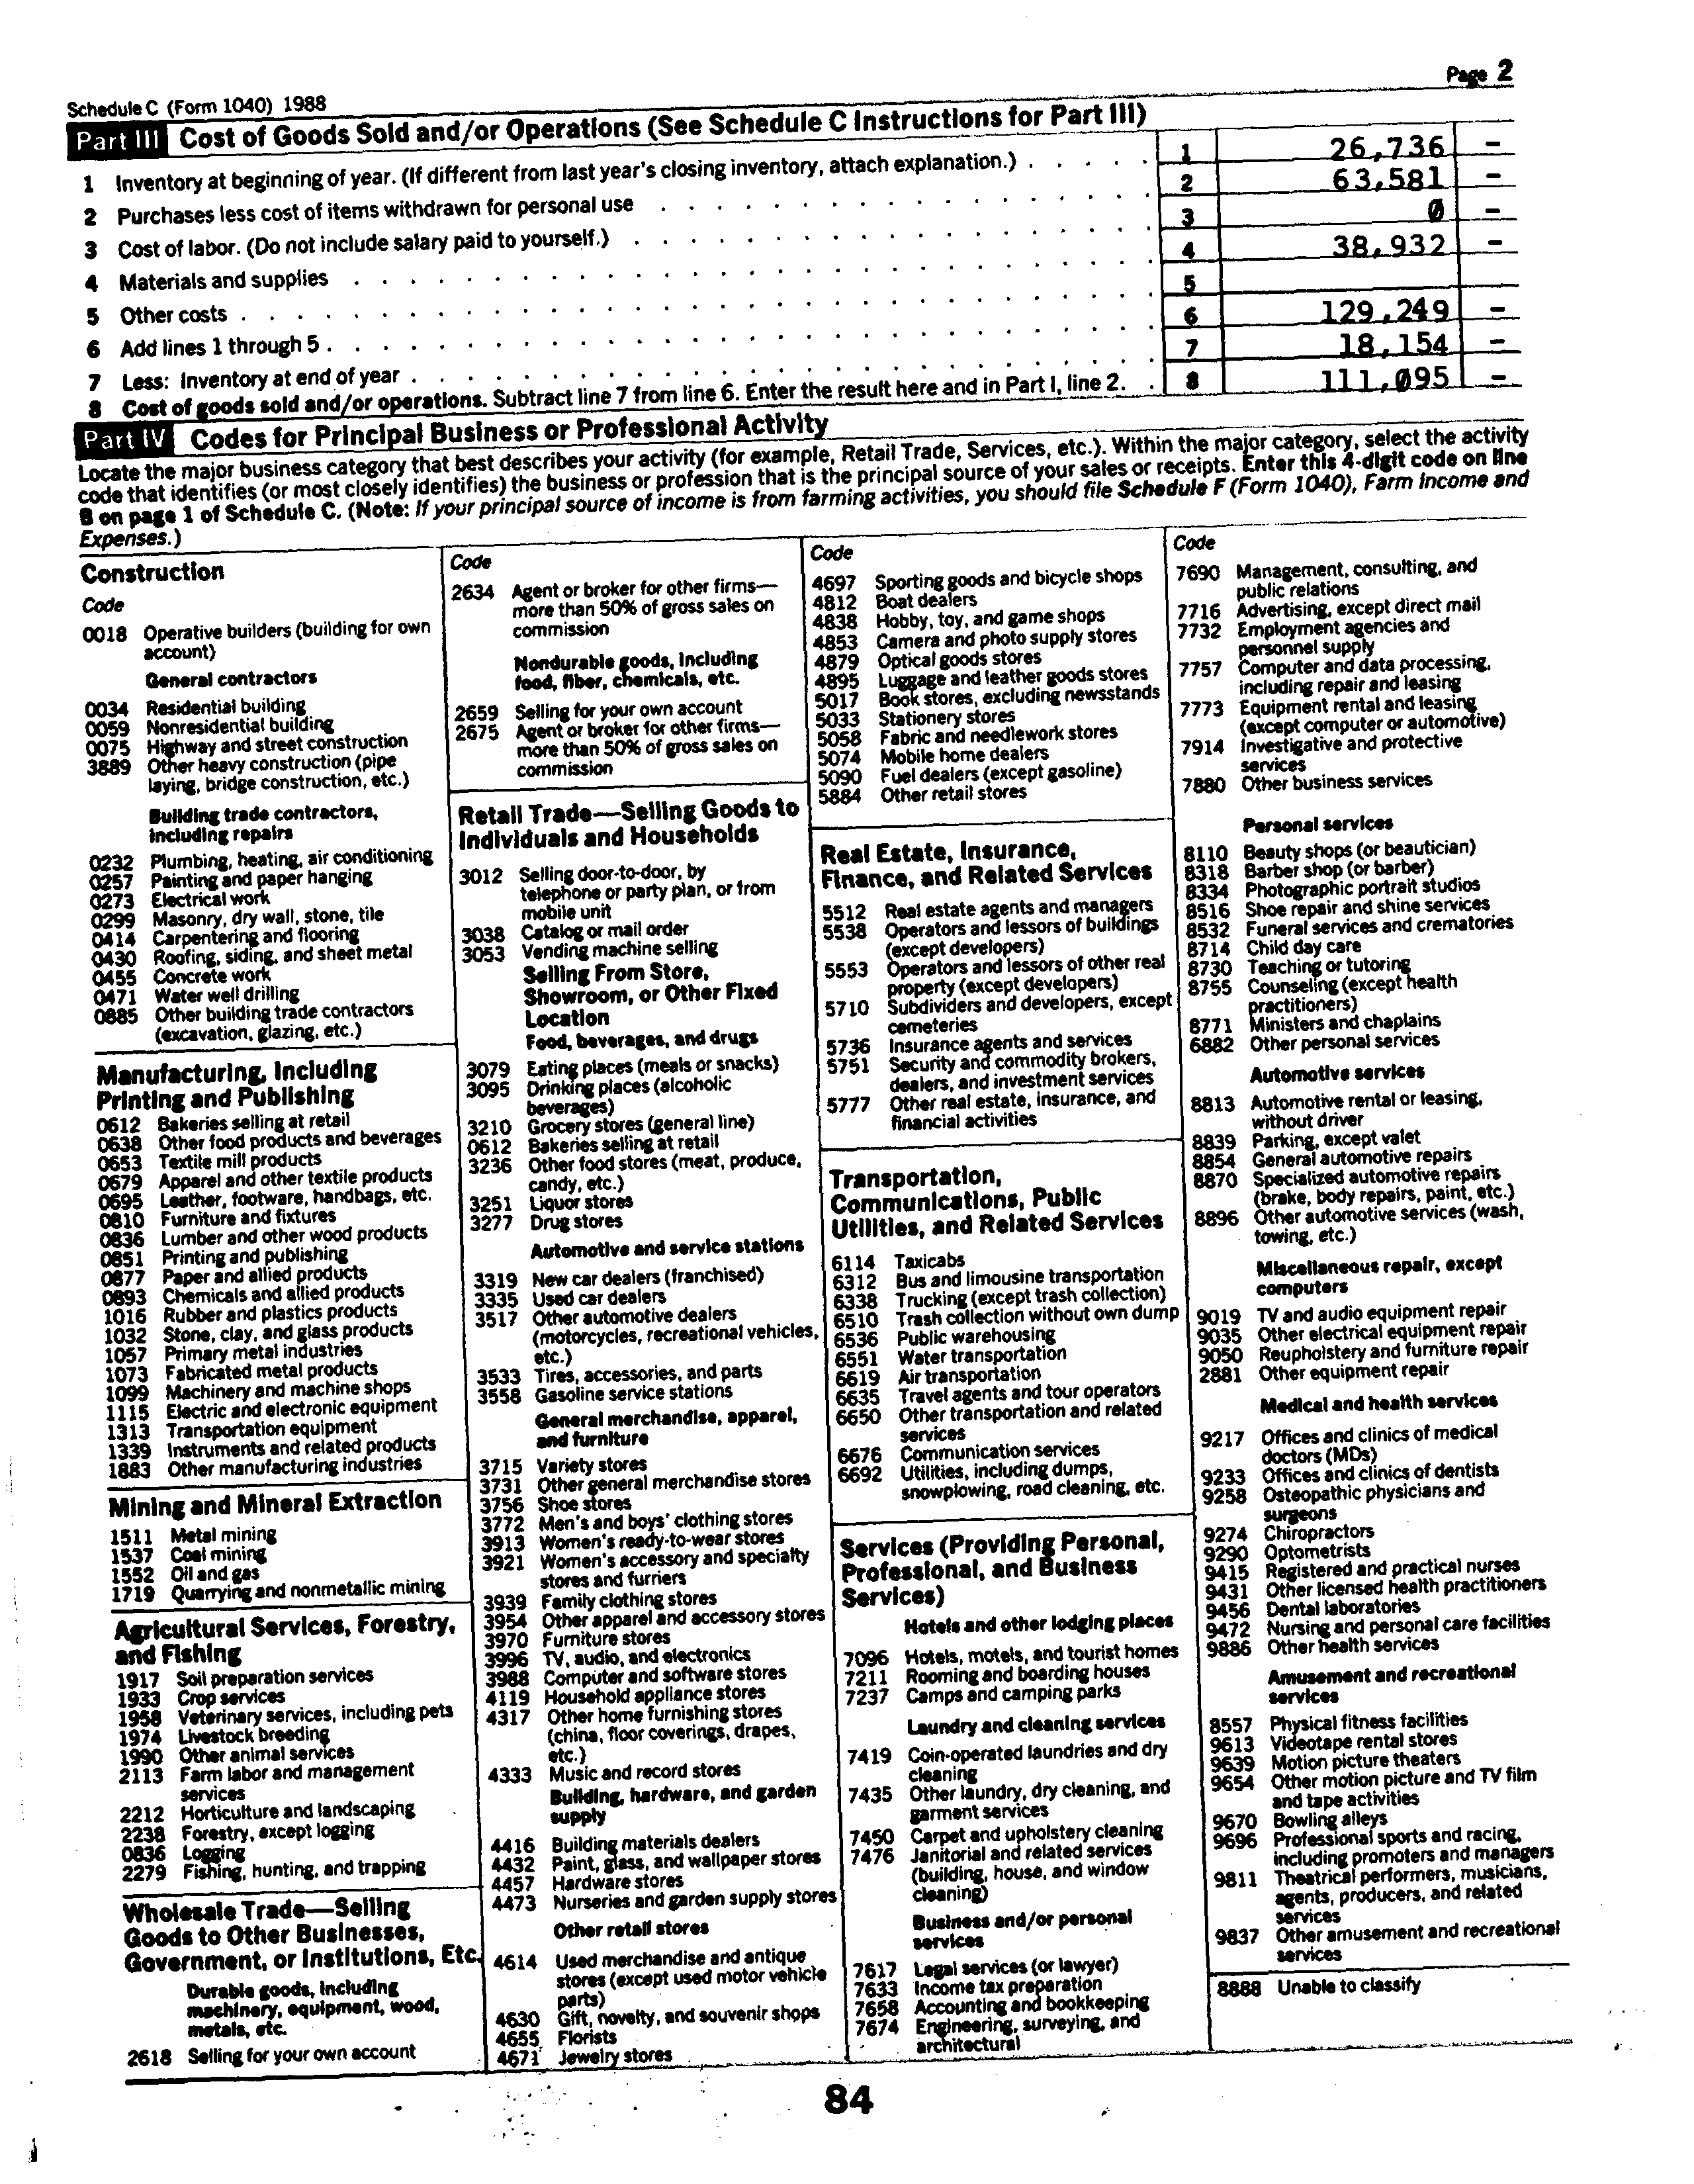 Schedule C (Form 1040) 1988
Page 2
Part III Cost of Goods Sold and/or Operations (See Schedule C Instructions for Part III)
1 Inventory at beginning of year. (If different from last year's closing inventory, attach explanation.) . . . . . 1 26,736 –
2 Purchases less cost of items withdrawn for personal use 2 63,581 –
3 Cost of labor. (Do not include salary paid to yourself.) 3 0 –
4 Materials and supplies 4 38,932 –
5 Other costs 5
6 Add lines 1 through 5 6 129,249 –
7 Less: Inventory at end of year 7 18,154 –
8 Cost of goods sold and/or operations. Subtract line 7 from line 6. Enter the result here and in Part I, line 2. . 8 111,095 –
Part IV Codes for Principal Business or Professional Activity
Locate the major business category that best describes your activity (for example, Retail Trade, Services, etc.). Within the major category, select the activity
code that identifies (or most closely identifies) the business or profession that is the principal source of your sales or receipts. Enter this 4-digit code on line
B on page 1 of Schedule C. (Note: If your principal source of income is from farming activities, you should file Schedule F (Form 1040), Farm Income and
Expenses.)
Construction
Code
0018 Operative builders (building for own
account)
General contractors
0034 Residential building
0059 Nonresidential building
0075 Highway and street construction
3889 Other heavy construction (pipe
laying, bridge construction, etc.)
Building trade contractors,
including repairs
0232 Plumbing, heating, air conditioning
0257 Painting and paper hanging
0273 Electrical work
0299 Masonry, dry wall, stone, tile
0414 Carpentering and flooring
0430 Roofing, siding, and sheet metal
0455 Concrete work
0471 Water well drilling
0885 Other building trade contractors
(excavation, glazing, etc.)
Manufacturing, Including
Printing and Publishing
0612 Bakeries selling at retail
0638 Other food products and beverages
0653 Textile mill products
0679 Apparel and other textile products
0695 Leather, footware, handbags, etc.
0810 Furniture and fixtures
0836 Lumber and other wood products
0851 Printing and publishing
0877 Paper and allied products
0893 Chemicals and allied products
1016 Rubber and plastics products
1032 Stone, clay, and glass products
1057 Primary metal industries
1073 Fabricated metal products
1099 Machinery and machine shops
1115 Electric and electronic equipment
1313 Transportation equipment
1339 Instruments and related products
1883 Other manufacturing industries
Mining and Mineral Extraction
1511 Metal mining
1537 Coal mining
1552 Oil and gas
1719 Quarrying and nonmetallic mining
Agricultural Services, Forestry,
and Fishing
1917 Soil preparation services
1933 Crop services
1958 Veterinary services, including pets
1974 Livestock breeding
1990 Other animal services
2113 Farm labor and management
services
2212 Horticulture and landscaping
2238 Forestry, except logging
0836 Logging
2279 Fishing, hunting, and trapping
Wholesale Trade—Selling
Goods to Other Businesses,
Government, or Institutions, Etc.
Durable goods, including
machinery, equipment, wood,
metals, etc.
2618 Selling for your own account
Code
2634 Agent or broker for other firms—
more than 50% of gross sales on
commission
Nondurable goods, including
food, fiber, chemicals, etc.
2659 Selling for your own account
2675 Agent or broker for other firms—
more than 50% of gross sales on
commission
Retail Trade—Selling Goods to
Individuals and Households
3012 Selling door-to-door, by
telephone or party plan, or from
mobile unit
3038 Catalog or mail order
3053 Vending machine selling
Selling From Store,
Showroom, or Other Fixed
Location
Food, beverages, and drugs
3079 Eating places (meals or snacks)
3095 Drinking places (alcoholic
beverages)
3210 Grocery stores (general line)
0612 Bakeries selling at retail
3236 Other food stores (meat, produce,
candy, etc.)
3251 Liquor stores
3277 Drug stores
Automotive and service stations
3319 New car dealers (franchised)
3335 Used car dealers
3517 Other automotive dealers
(motorcycles, recreational vehicles,
etc.)
3533 Tires, accessories, and parts
3558 Gasoline service stations
General merchandise, apparel,
and furniture
3715 Variety stores
3731 Other general merchandise stores
3756 Shoe stores
3772 Men's and boys' clothing stores
3913 Women's ready-to-wear stores
3921 Women's accessory and specialty
stores and furriers
3939 Family clothing stores
3954 Other apparel and accessory stores
3970 Furniture stores
3996 TV, audio, and electronics
3988 Computer and software stores
4119 Household appliance stores
4317 Other home furnishing stores
(china, floor coverings, drapes,
etc.)
4333 Music and record stores
Building, hardware, and garden
supply
4416 Building materials dealers
4432 Paint, glass, and wallpaper stores
4457 Hardware stores
4473 Nurseries and garden supply stores
Other retail stores
4614 Used merchandise and antique
stores (except used motor vehicle
parts)
4630 Gift, novelty, and souvenir shops
4655 Florists
4671 Jewelry stores
Code
4697 Sporting goods and bicycle shops
4812 Boat dealers
4838 Hobby, toy, and game shops
4853 Camera and photo supply stores
4879 Optical goods stores
4895 Luggage and leather goods stores
5017 Book stores, excluding newsstands
5033 Stationery stores
5058 Fabric and needlework stores
5074 Mobile home dealers
5090 Fuel dealers (except gasoline)
5884 Other retail stores
Real Estate, Insurance,
Finance, and Related Services
5512 Real estate agents and managers
5538 Operators and lessors of buildings
(except developers)
5553 Operators and lessors of other real
property (except developers)
5710 Subdividers and developers, except
cemeteries
5736 Insurance agents and services
5751 Security and commodity brokers,
dealers, and investment services
5777 Other real estate, insurance, and
financial activities
Transportation,
Communications, Public
Utilities, and Related Services
6114 Taxicabs
6312 Bus and limousine transportation
6338 Trucking (except trash collection)
6510 Trash collection without own dump
6536 Public warehousing
6551 Water transportation
6619 Air transportation
6635 Travel agents and tour operators
6650 Other transportation and related
services
6676 Communication services
6692 Utilities, including dumps,
snowplowing, road cleaning, etc.
Services (Providing Personal,
Professional, and Business
Services)
Hotels and other lodging places
7096 Hotels, motels, and tourist homes
7211 Rooming and boarding houses
7237 Camps and camping parks
Laundry and cleaning services
7419 Coin-operated laundries and dry
cleaning
7435 Other laundry, dry cleaning, and
garment services
7450 Carpet and upholstery cleaning
7476 Janitorial and related services
(building, house, and window
cleaning)
Business and/or personal
services
7617 Legal services (or lawyer)
7633 Income tax preparation
7658 Accounting and bookkeeping
7674 Engineering, surveying, and
architectural
Code
7690 Management, consulting, and
public relations
7716 Advertising, except direct mail
7732 Employment agencies and
personnel supply
7757 Computer and data processing,
including repair and leasing
7773 Equipment rental and leasing
(except computer or automotive)
7914 Investigative and protective
services
7880 Other business services
Personal services
8110 Beauty shops (or beautician)
8318 Barber shop (or barber)
8334 Photographic portrait studios
8516 Shoe repair and shine services
8532 Funeral services and crematories
8714 Child day care
8730 Teaching or tutoring
8755 Counseling (except health
practitioners)
8771 Ministers and chaplains
6882 Other personal services
Automotive services
8813 Automotive rental or leasing,
without driver
8839 Parking, except valet
8854 General automotive repairs
8870 Specialized automotive repairs
(brake, body repairs, paint, etc.)
8896 Other automotive services (wash,
towing, etc.)
Miscellaneous repair, except
computers
9019 TV and audio equipment repair
9035 Other electrical equipment repair
9050 Reupholstery and furniture repair
2881 Other equipment repair
Medical and health services
9217 Offices and clinics of medical
doctors (MDs)
9233 Offices and clinics of dentists
9258 Osteopathic physicians and
surgeons
9274 Chiropractors
9290 Optometrists
9415 Registered and practical nurses
9431 Other licensed health practitioners
9456 Dental laboratories
9472 Nursing and personal care facilities
9886 Other health services
Amusement and recreational
services
8557 Physical fitness facilities
9613 Videotape rental stores
9639 Motion picture theaters
9654 Other motion picture and TV film
and tape activities
9670 Bowling alleys
9696 Professional sports and racing,
including promoters and managers
9811 Theatrical performers, musicians,
agents, producers, and related
services
9837 Other amusement and recreational
services
8888 Unable to classify
84